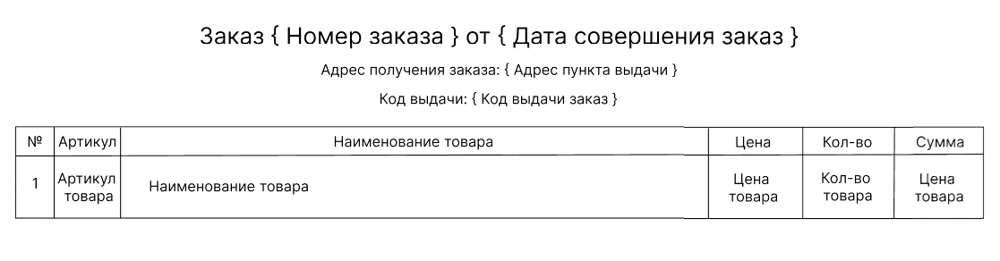 Заказ { Номер заказа } от { Дата совершения заказ }
Адрес получения заказа: { Адрес пункта выдачи }
Код выдачи: { Код выдачи заказ }
№ Артикул Наименование товара Цена Кол-во Сумма
1 Артикул товара Наименование товара Цена товара Кол-во товара Цена товара